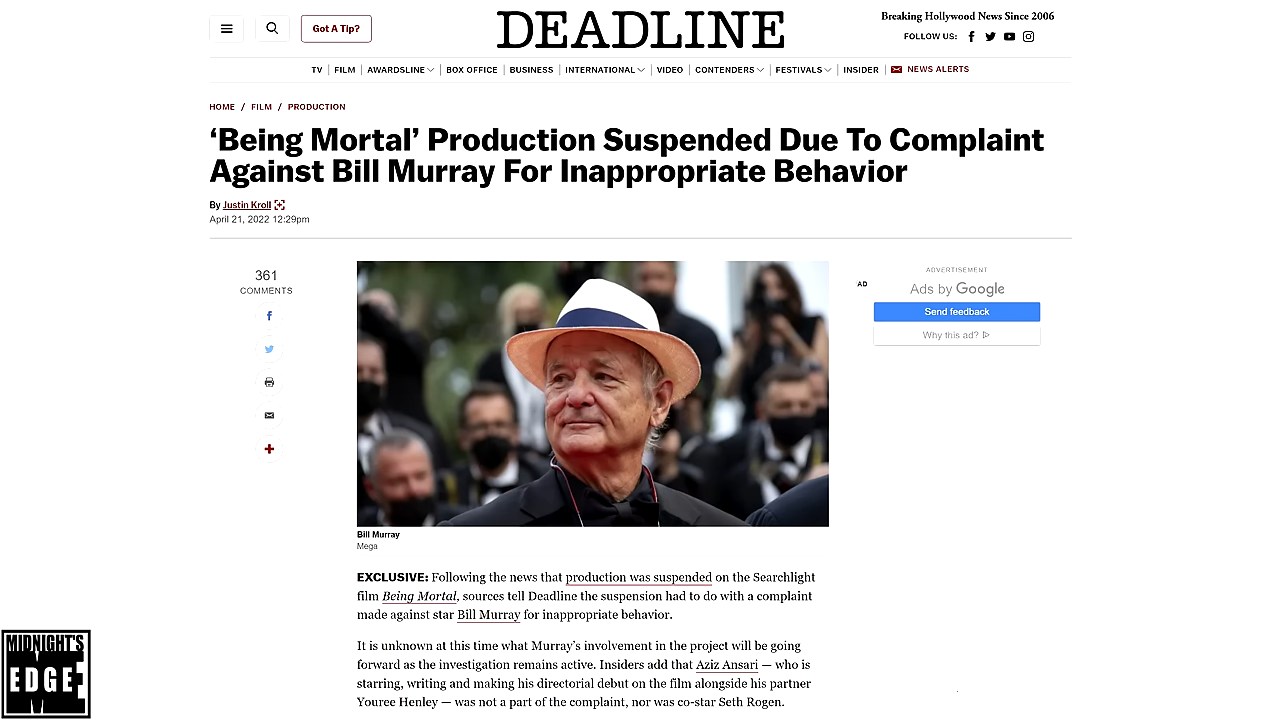 Got A Tip?
DEADLINE
Breaking Hollywood News Since 2006
FOLLOW US:
TV FILM AWARDSLINE BOX OFFICE BUSINESS INTERNATIONAL VIDEO CONTENDERS FESTIVALS INSIDER NEWS ALERTS
HOME / FILM / PRODUCTION
‘Being Mortal’ Production Suspended Due To Complaint
Against Bill Murray For Inappropriate Behavior
By Justin Kroll
April 21, 2022 12:29pm
361
COMMENTS
AD
ADVERTISEMENT
Ads by Google
Send feedback
Why this ad?
Bill Murray
Mega
EXCLUSIVE: Following the news that production was suspended on the Searchlight
film Being Mortal, sources tell Deadline the suspension had to do with a complaint
made against star Bill Murray for inappropriate behavior.
It is unknown at this time what Murray’s involvement in the project will be going
forward as the investigation remains active. Insiders add that Aziz Ansari — who is
starring, writing and making his directorial debut on the film alongside his partner
Youree Henley — was not a part of the complaint, nor was co-star Seth Rogen.
MIDNIGHT'S
EDGE